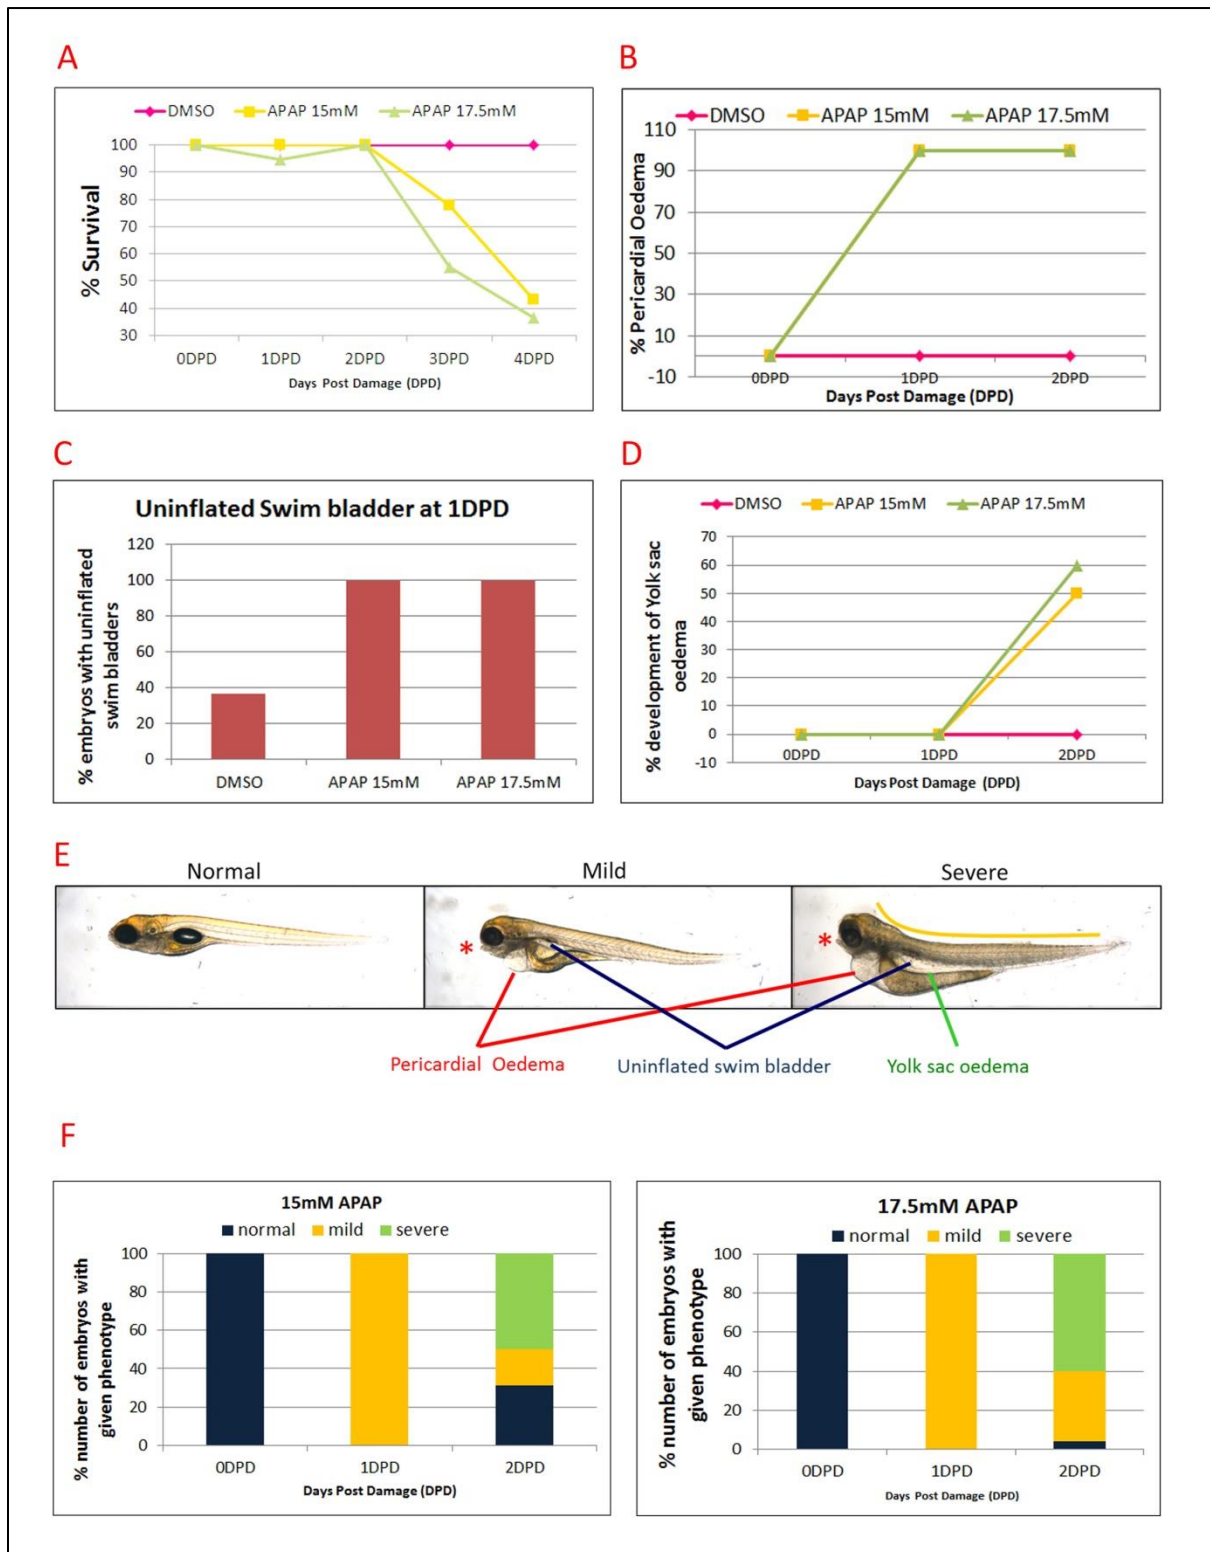 A
DMSO APAP 15mM APAP 17.5mM
% Survival
100
90
80
70
60
50
40
30
0DPD 1DPD 2DPD 3DPD 4DPD
Days Post Damage (DPD)
B
DMSO APAP 15mM APAP 17.5mM
% Pericardial Oedema
110
90
70
50
30
10
-10
0DPD 1DPD 2DPD
Days Post Damage (DPD)
C
Uninflated Swim bladder at 1DPD
% embryos with uninflated
swim bladders
120
100
80
60
40
20
0
DMSO APAP 15mM APAP 17.5mM
D
DMSO APAP 15mM APAP 17.5mM
% development of Yolk sac
oedema
70
60
50
40
30
20
10
0
-10
0DPD 1DPD 2DPD
Days Post Damage (DPD)
E
Normal Mild Severe
* *
Pericardial Oedema Uninflated swim bladder Yolk sac oedema
F
15mM APAP
normal mild severe
% number of embryos with
given phenotype
100
80
60
40
20
0
0DPD 1DPD 2DPD
Days Post Damage (DPD)
17.5mM APAP
normal mild severe
% number of embryos with
given phenotype
100
80
60
40
20
0
0DPD 1DPD 2DPD
Days Post Damage (DPD)